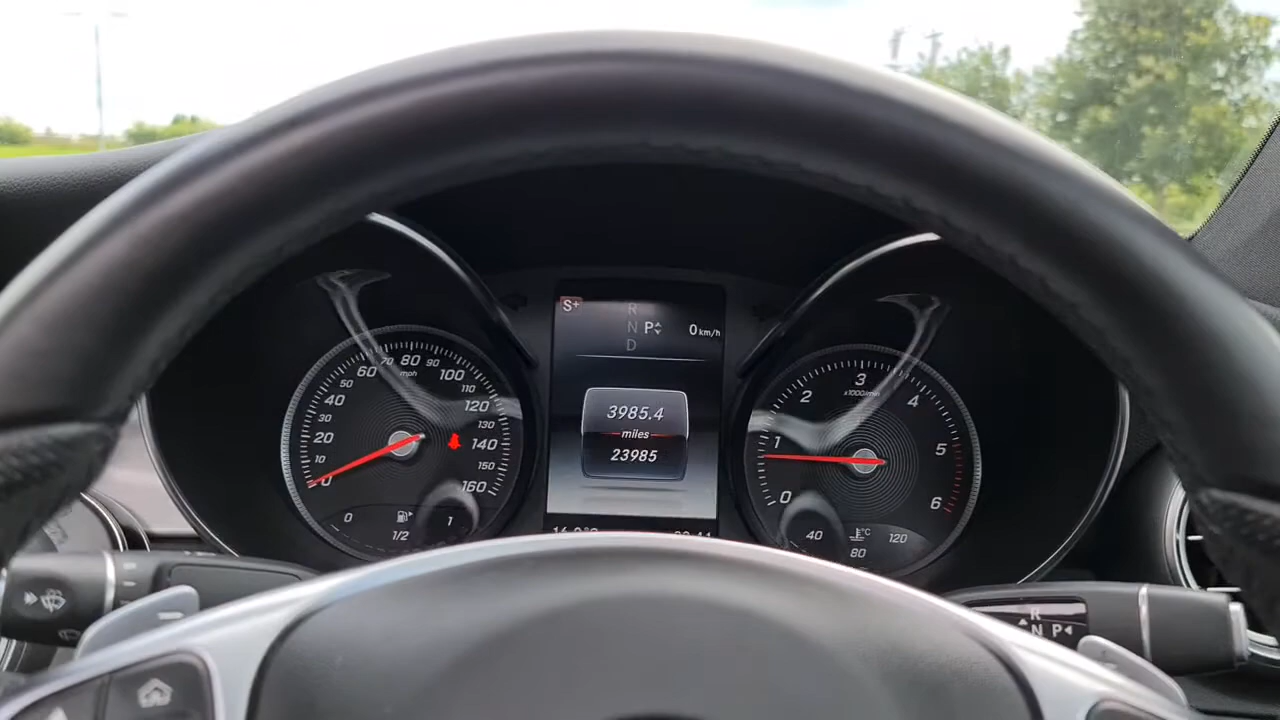 S+
R
N P
D
0 km/h
3985.4
miles
23985
0 10 20 30 40 50 60 70 80 90 100 110 120 130 140 150 160
mph
0 1/2 1
0 1 2 3 4 5 6
x1000/min
40 80 120
°C
R
N P